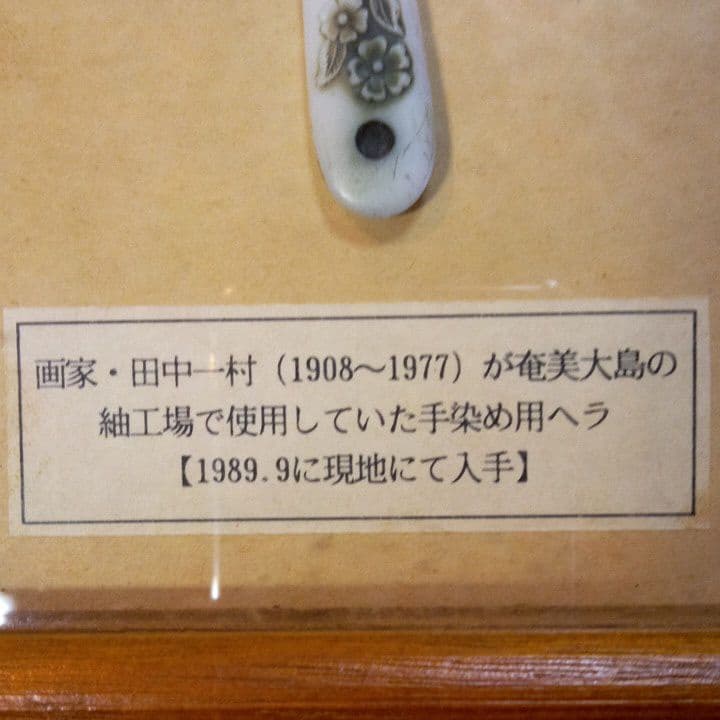 画家・田中一村（1908〜1977）が奄美大島の
紬工場で使用していた手染め用ヘラ
【1989.9に現地にて入手】